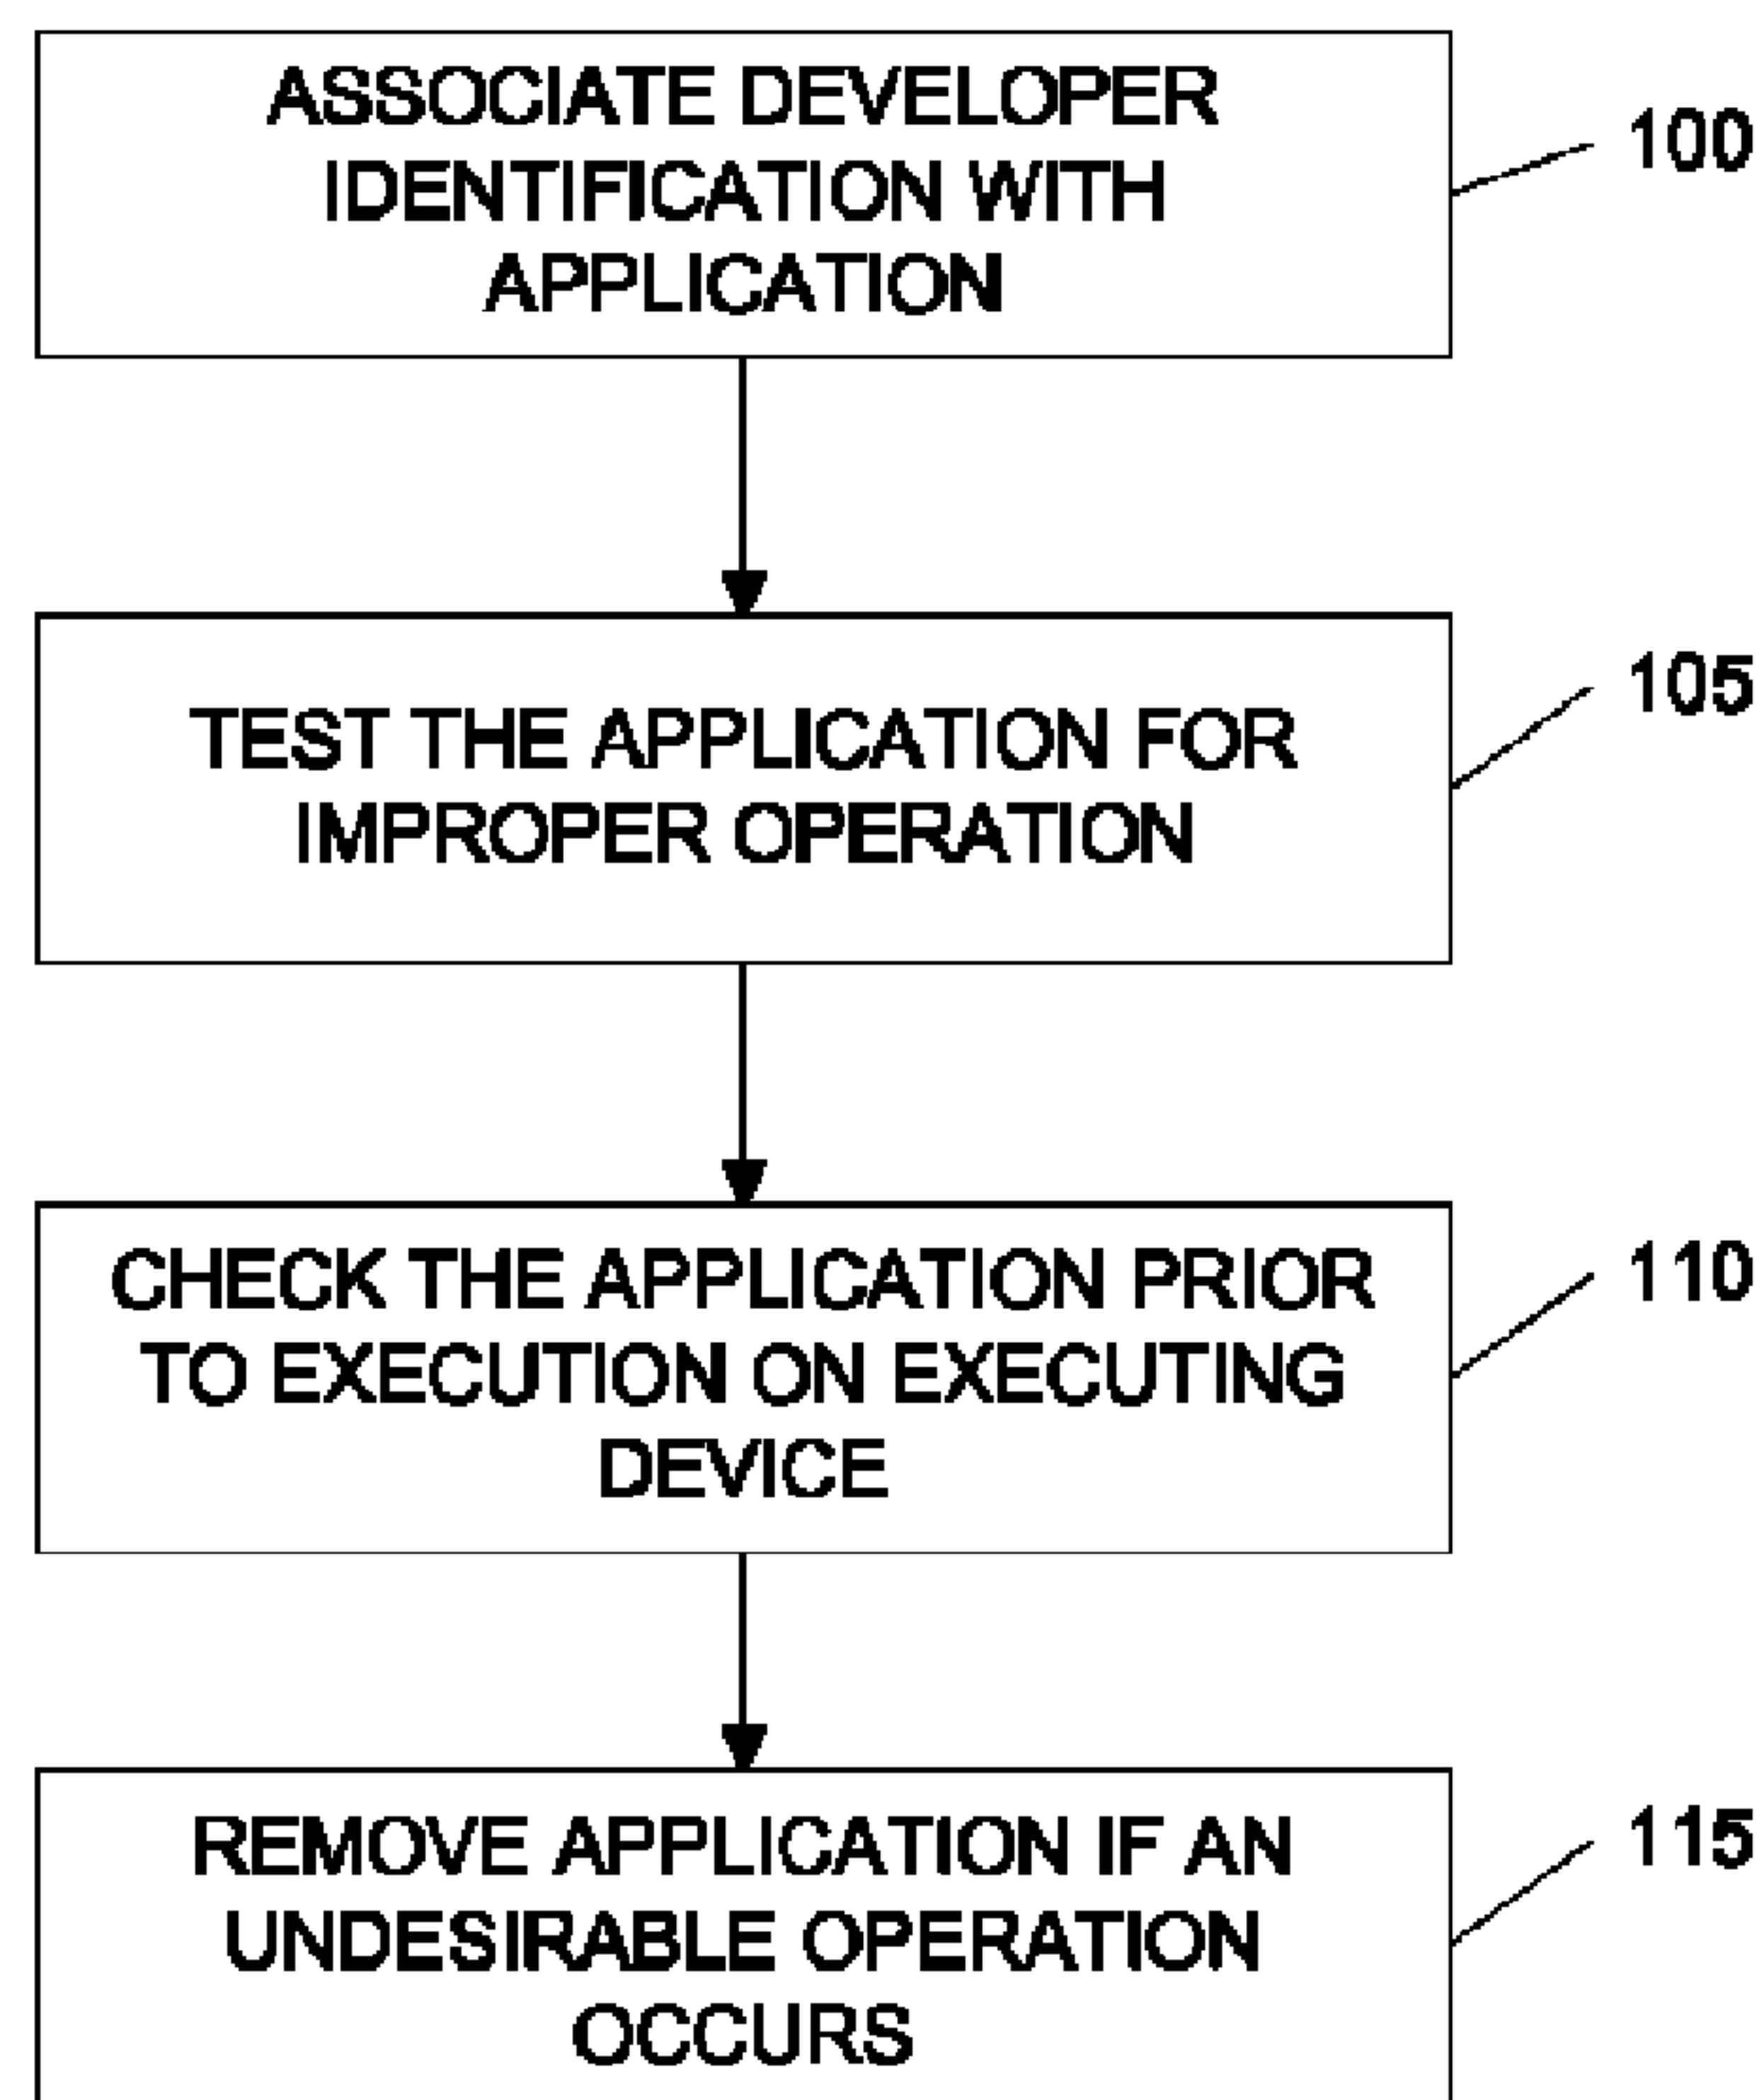 ASSOCIATE DEVELOPER
IDENTIFICATION WITH
APPLICATION
100
TEST THE APPLICATION FOR
IMPROPER OPERATION
105
CHECK THE APPLICATION PRIOR
TO EXECUTION ON EXECUTING
DEVICE
110
REMOVE APPLICATION IF AN
UNDESIRABLE OPERATION
OCCURS
115